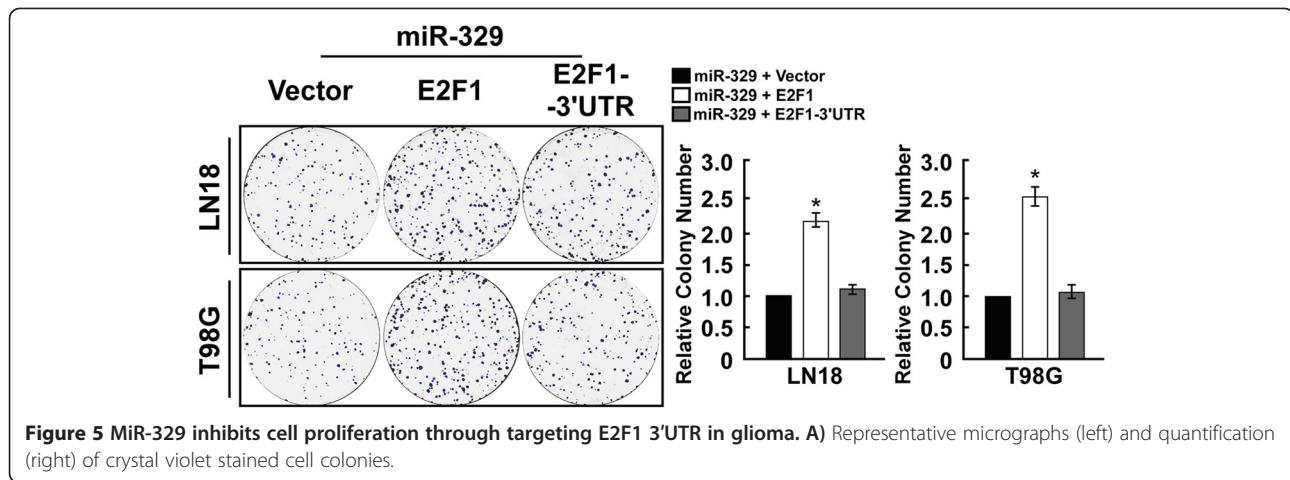 miR-329
Vector
E2F1
E2F1-
-3'UTR
LN18
T98G
miR-329 + Vector
miR-329 + E2F1
miR-329 + E2F1-3'UTR
Relative Colony Number
3.0
2.5
2.0
1.5
1.0
0.5
0
*
LN18
Relative Colony Number
3.0
2.5
2.0
1.5
1.0
0.5
0
*
T98G
Figure 5 MiR-329 inhibits cell proliferation through targeting E2F1 3′UTR in glioma. A) Representative micrographs (left) and quantification
(right) of crystal violet stained cell colonies.